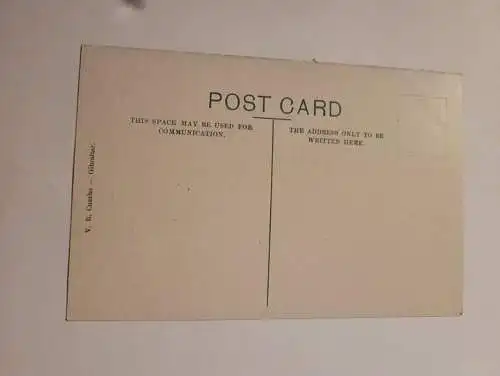 POST CARD
THIS SPACE MAY BE USED FOR
COMMUNICATION.
THE ADDRESS ONLY TO BE
WRITTEN HERE.
V. B. Cumbo – Gibraltar.